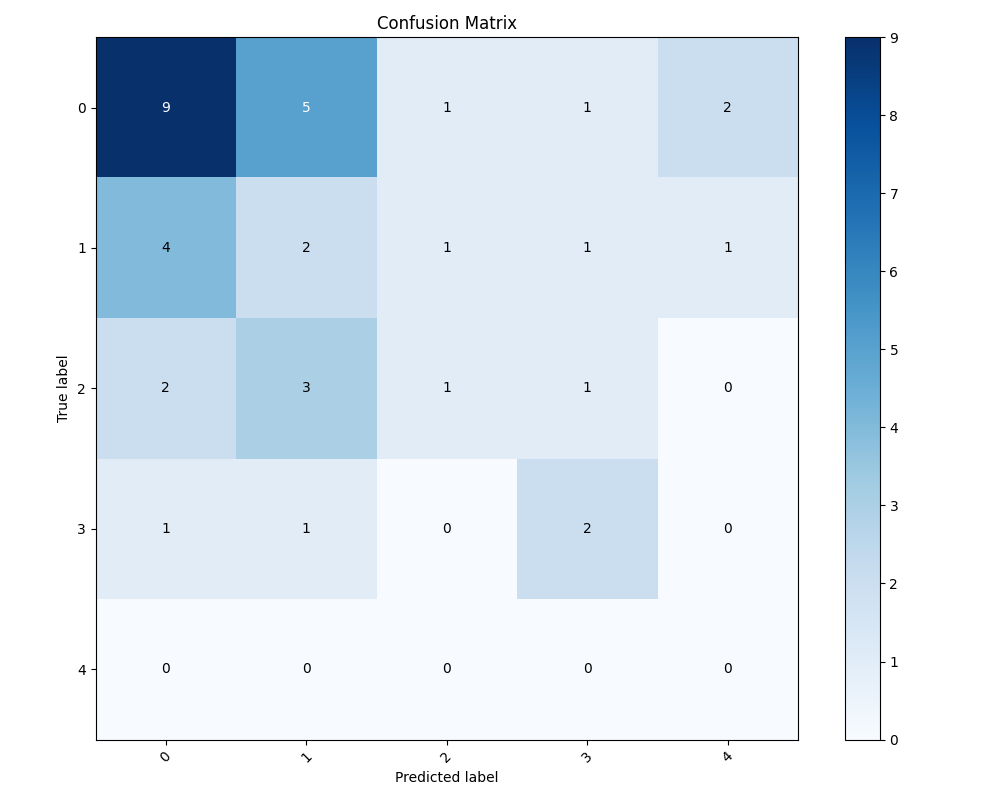 Confusion Matrix
0 9 5 1 1 2
1 4 2 1 1 1
2 2 3 1 1 0
3 1 1 0 2 0
4 0 0 0 0 0
0 1 2 3 4
True label
Predicted label
9
8
7
6
5
4
3
2
1
0